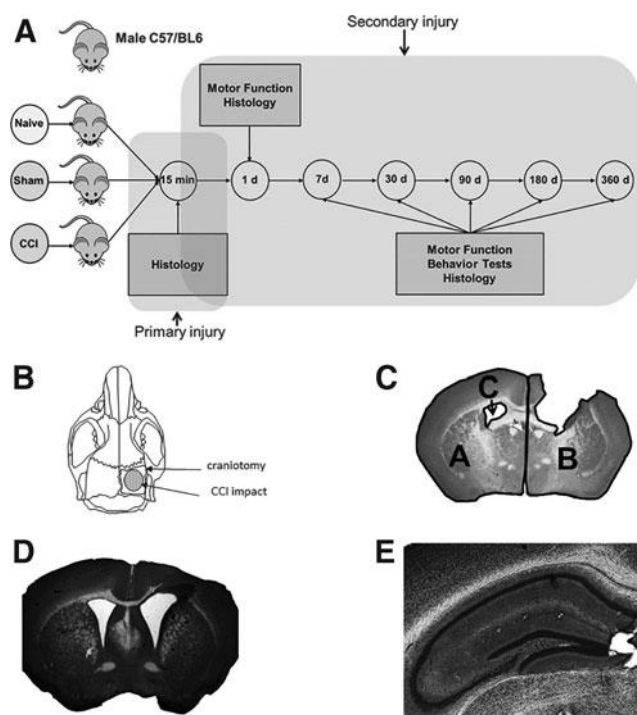 A
Male C57/BL6
Secondary injury
Motor Function
Histology
Naive
Sham
CCI
15 min
1 d
7d
30 d
90 d
180 d
360 d
Histology
Motor Function
Behavior Tests
Histology
Primary injury
B
craniotomy
CCI impact
C
C
A
B
D
E